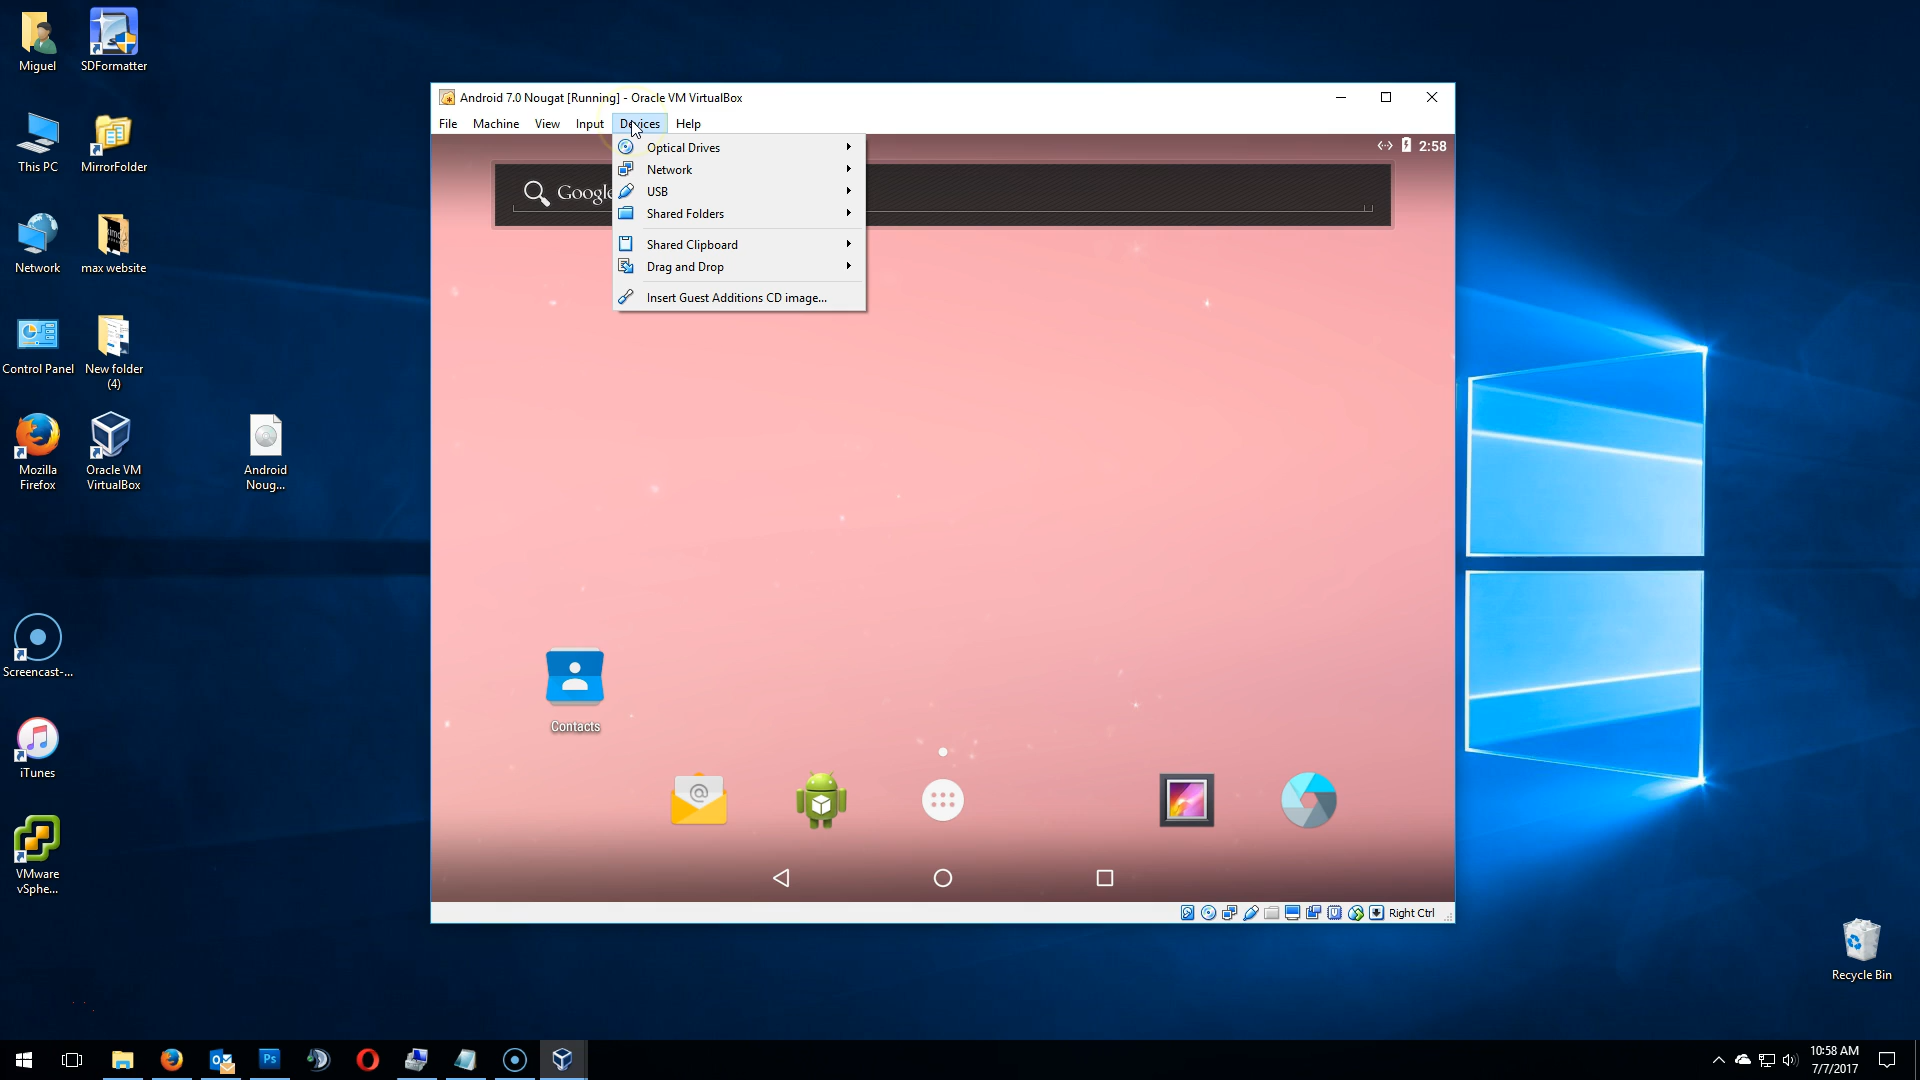 Miguel
SDFormatter
This PC
MirrorFolder
Network
max website
Control Panel
New folder
(4)
Mozilla
Firefox
Oracle VM
VirtualBox
Android
Noug...
Screencast-...
iTunes
VMware
vSphe...
Android 7.0 Nougat [Running] - Oracle VM VirtualBox
File Machine View Input Devices Help
Optical Drives
Network
USB
Shared Folders
Shared Clipboard
Drag and Drop
Insert Guest Additions CD image...
2:58
Google
Contacts
@
Right Ctrl
Recycle Bin
Ps
10:58 AM
7/7/2017